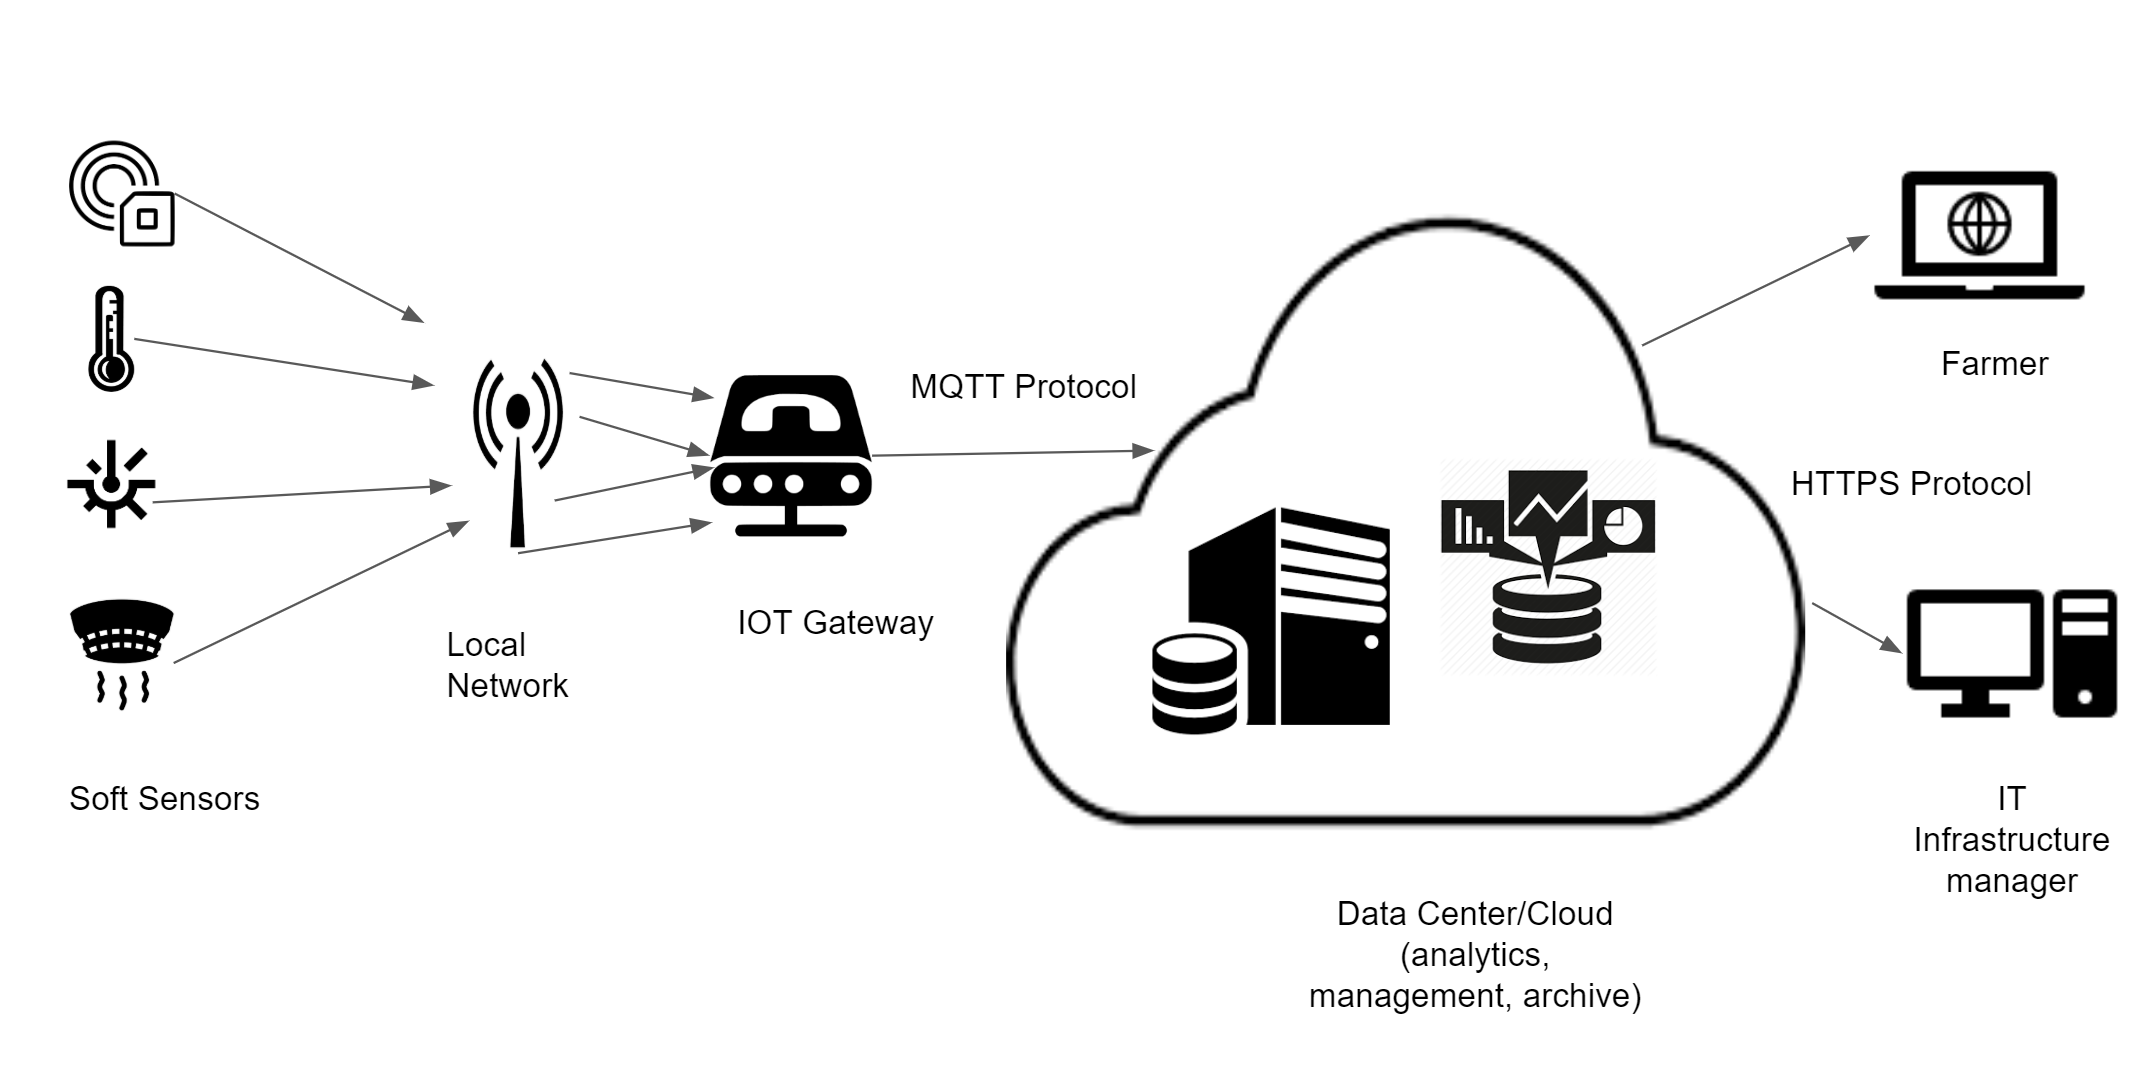 MQTT Protocol
Farmer
HTTPS Protocol
Local
Network
IOT Gateway
Soft Sensors
IT
Infrastructure
manager
Data Center/Cloud
(analytics,
management, archive)